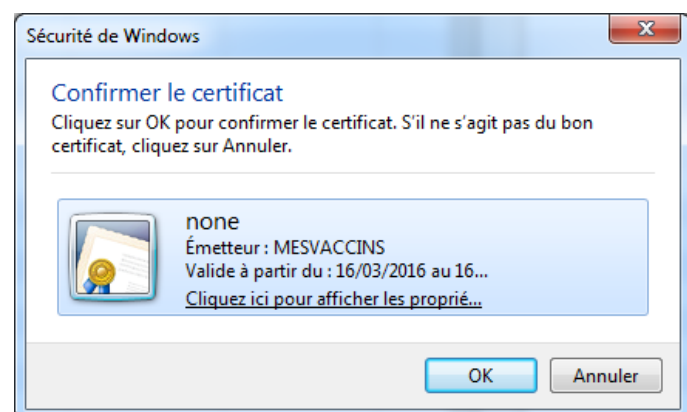 Sécurité de Windows
Confirmer le certificat
Cliquez sur OK pour confirmer le certificat. S'il ne s'agit pas du bon
certificat, cliquez sur Annuler.
none
Émetteur : MESVACCINS
Valide à partir du : 16/03/2016 au 16...
Cliquez ici pour afficher les proprié...
OK Annuler